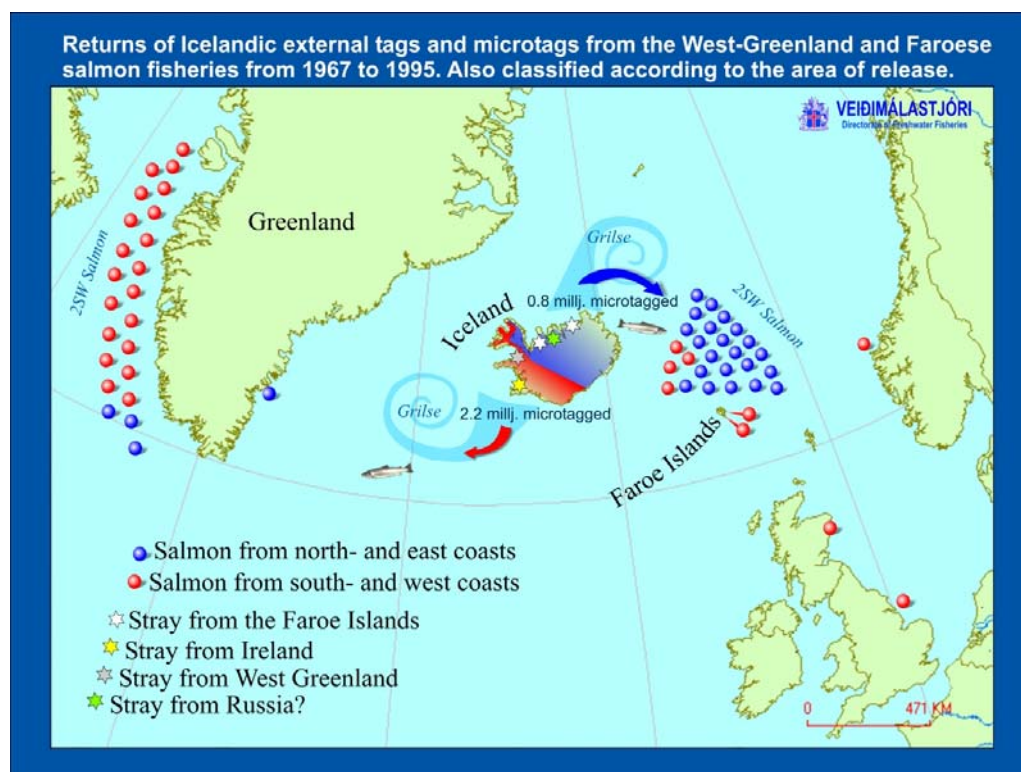 Returns of Icelandic external tags and microtags from the West-Greenland and Faroese
salmon fisheries from 1967 to 1995. Also classified according to the area of release.
VEIÐIMÁLASTJÓRI
Directorate of Freshwater Fisheries
Greenland
Grilse
2SW Salmon
2SW Salmon
0.8 millj. microtagged
Iceland
Grilse
2.2 millj. microtagged
Faroe Islands
Salmon from north- and east coasts
Salmon from south- and west coasts
Stray from the Faroe Islands
Stray from Ireland
Stray from West Greenland
Stray from Russia?
0 471 KM